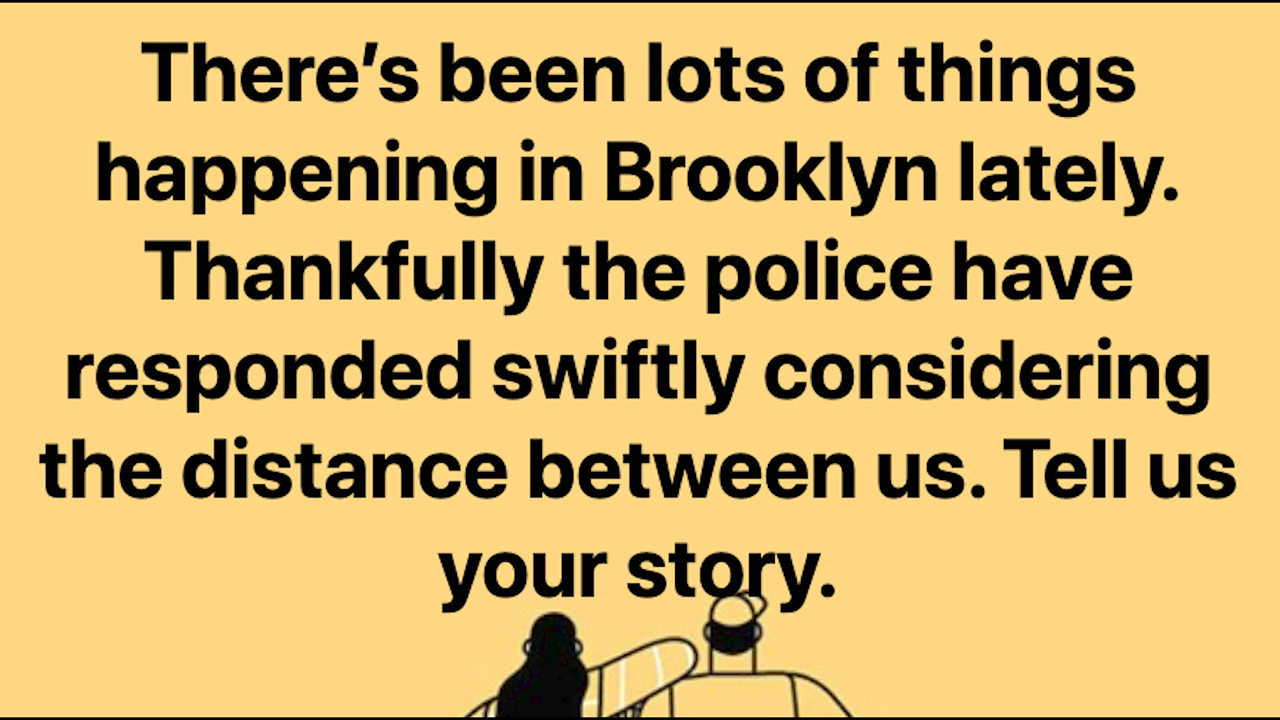 There’s been lots of things
happening in Brooklyn lately.
Thankfully the police have
responded swiftly considering
the distance between us. Tell us
your story.